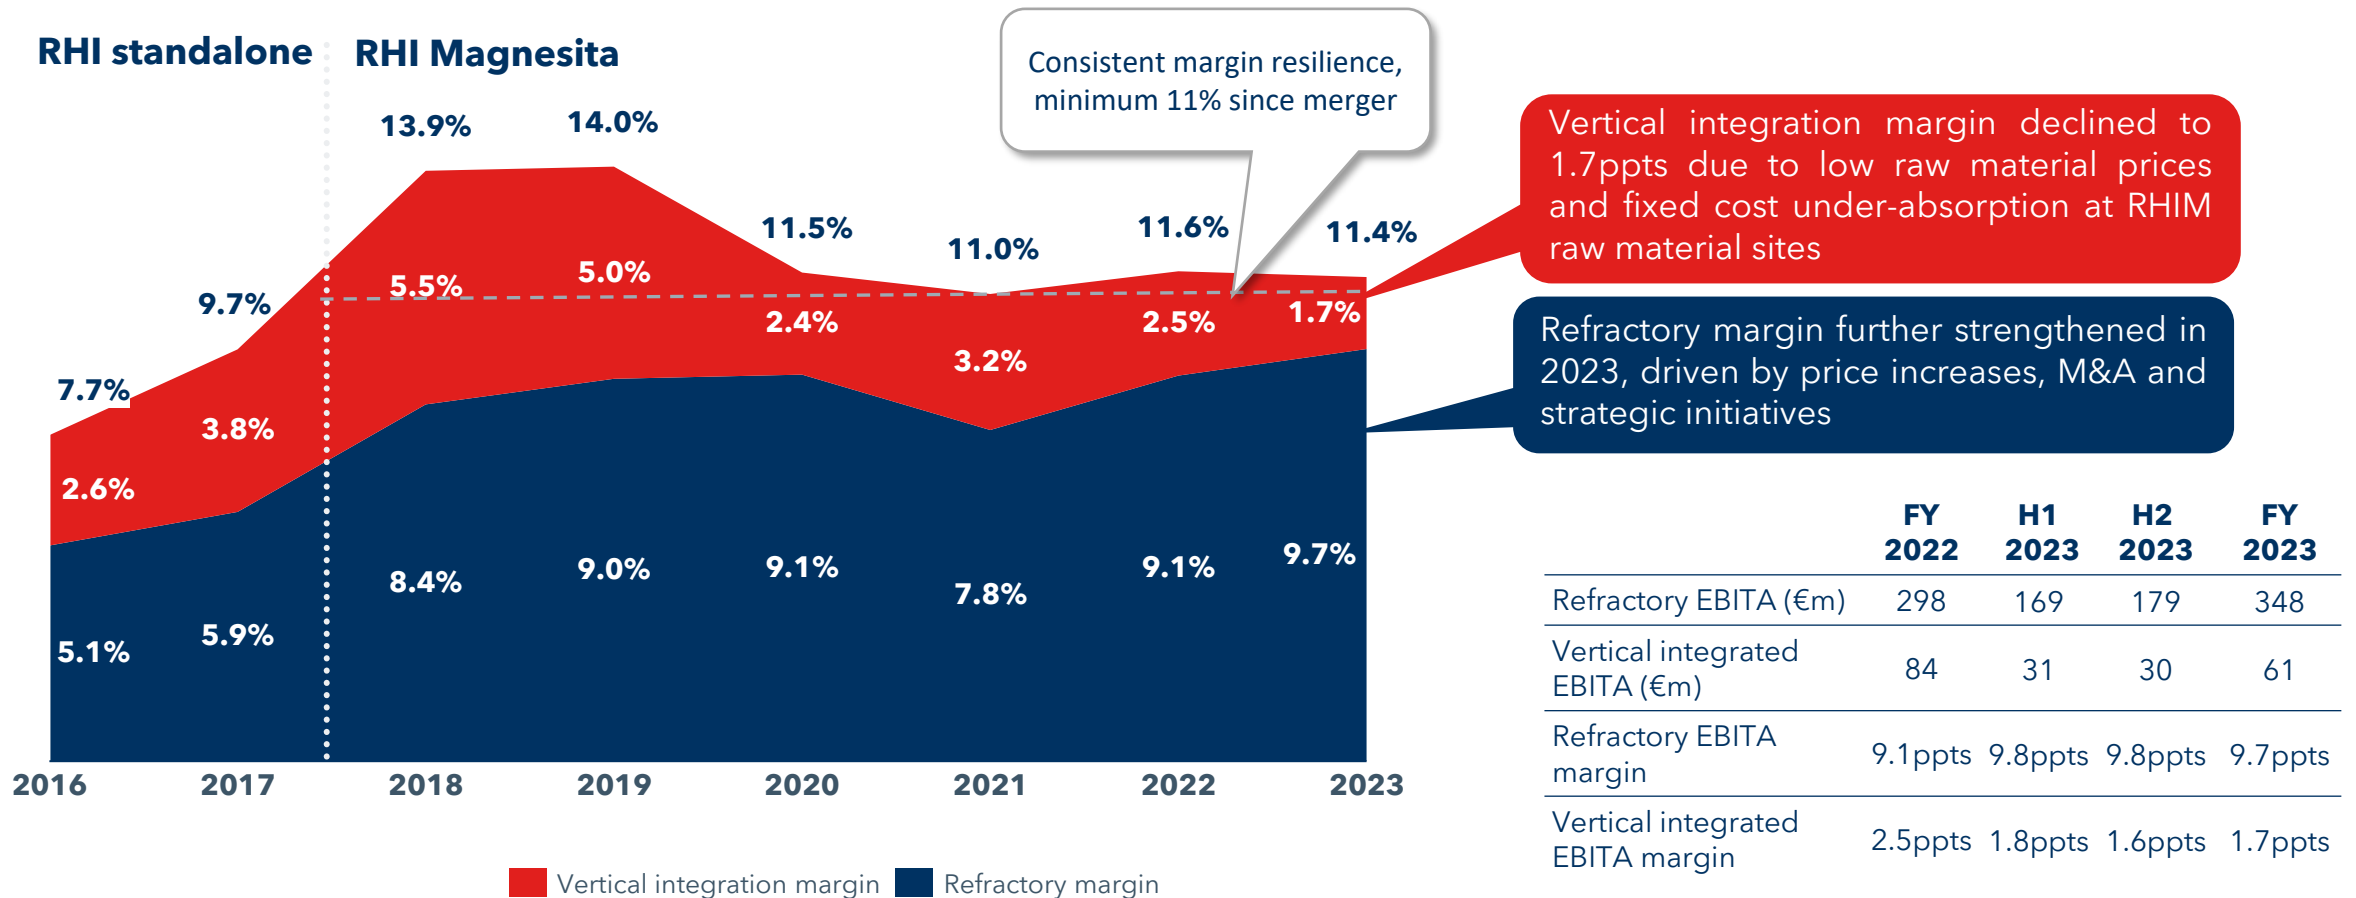 RHI standalone
RHI Magnesita
Consistent margin resilience,
minimum 11% since merger
Vertical integration margin declined to
1.7ppts due to low raw material prices
and fixed cost under-absorption at RHIM
raw material sites
Refractory margin further strengthened in
2023, driven by price increases, M&A and
strategic initiatives
7.7%
9.7%
13.9%
14.0%
11.5%
11.0%
11.6%
11.4%
2.6%
3.8%
5.5%
5.0%
2.4%
3.2%
2.5%
1.7%
5.1%
5.9%
8.4%
9.0%
9.1%
7.8%
9.1%
9.7%
2016 2017 2018 2019 2020 2021 2022 2023
Vertical integration margin Refractory margin
FY H1 H2 FY
2022 2023 2023 2023
Refractory EBITA (€m) 298 169 179 348
Vertical integrated
EBITA (€m) 84 31 30 61
Refractory EBITA
margin 9.1ppts 9.8ppts 9.8ppts 9.7ppts
Vertical integrated
EBITA margin 2.5ppts 1.8ppts 1.6ppts 1.7ppts